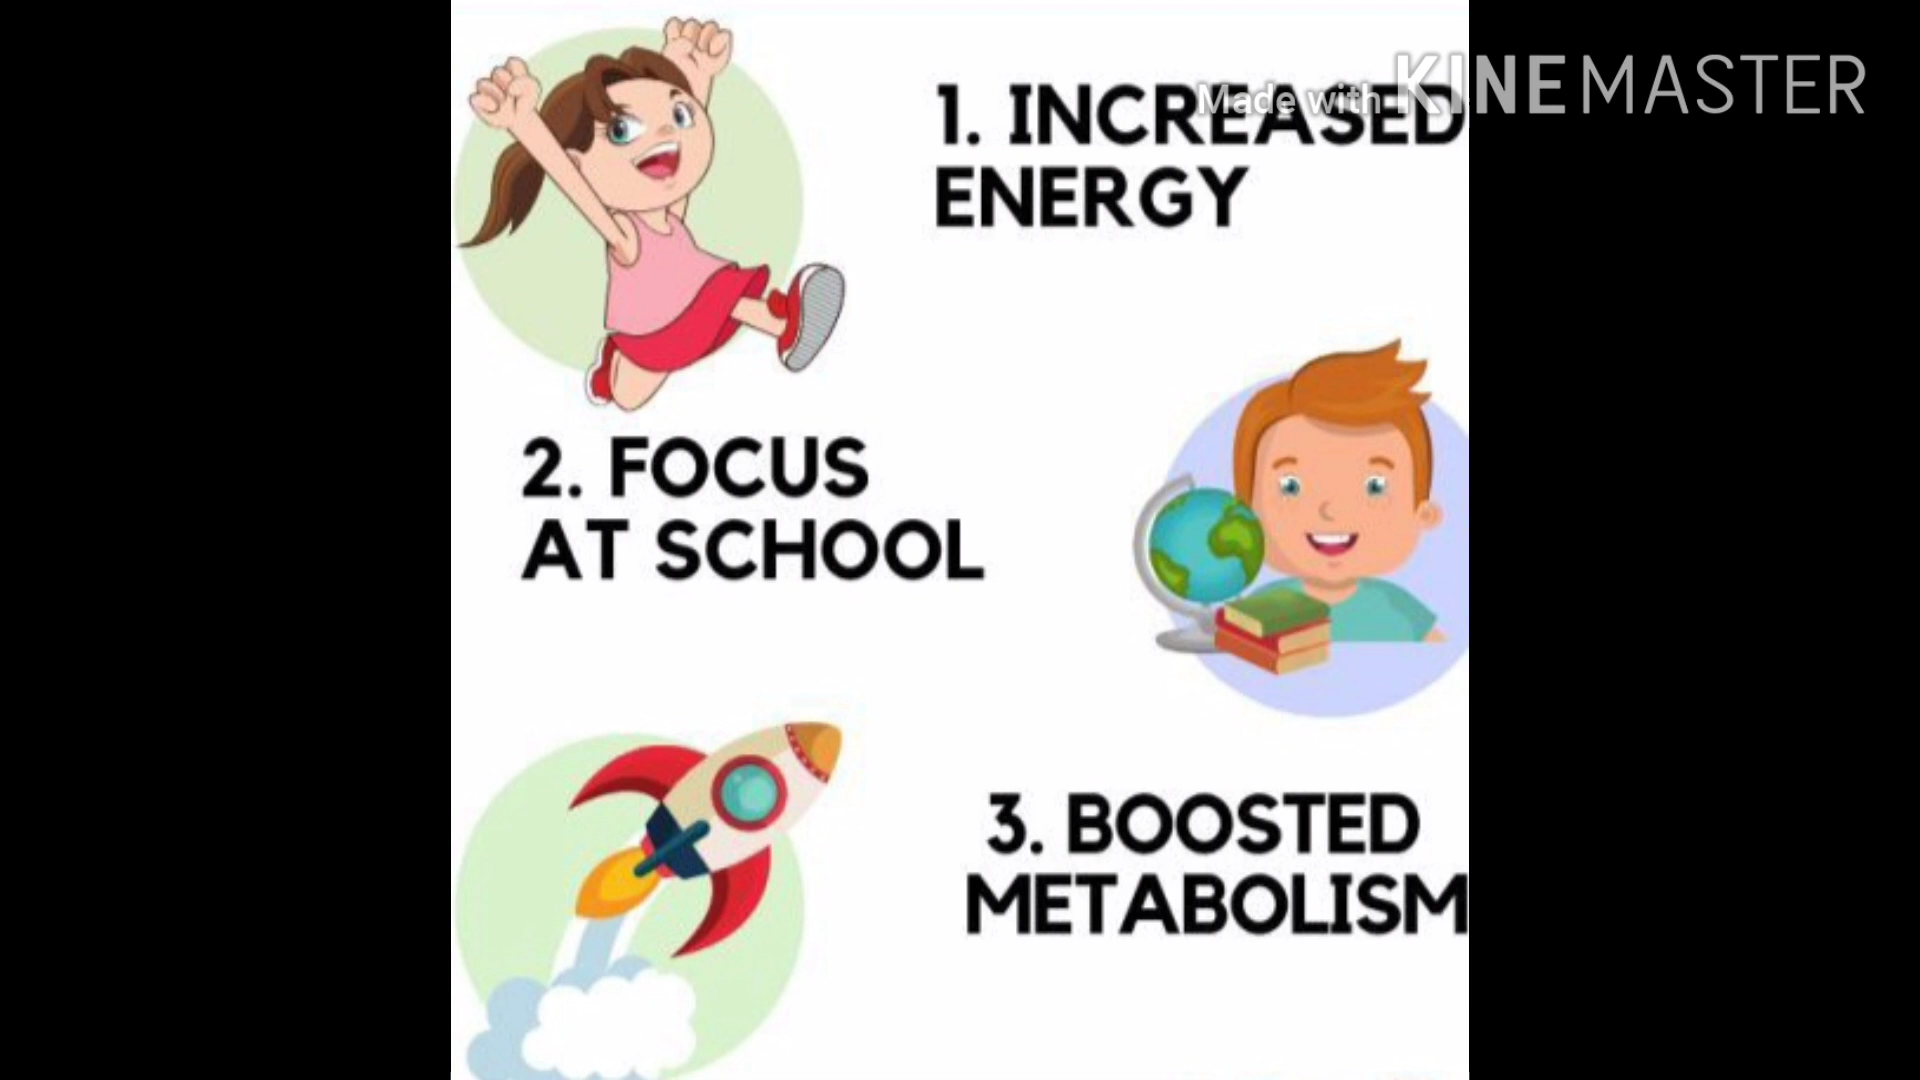 Made with KINEMASTER
1. INCREASED
ENERGY
2. FOCUS
AT SCHOOL
3. BOOSTED
METABOLISM